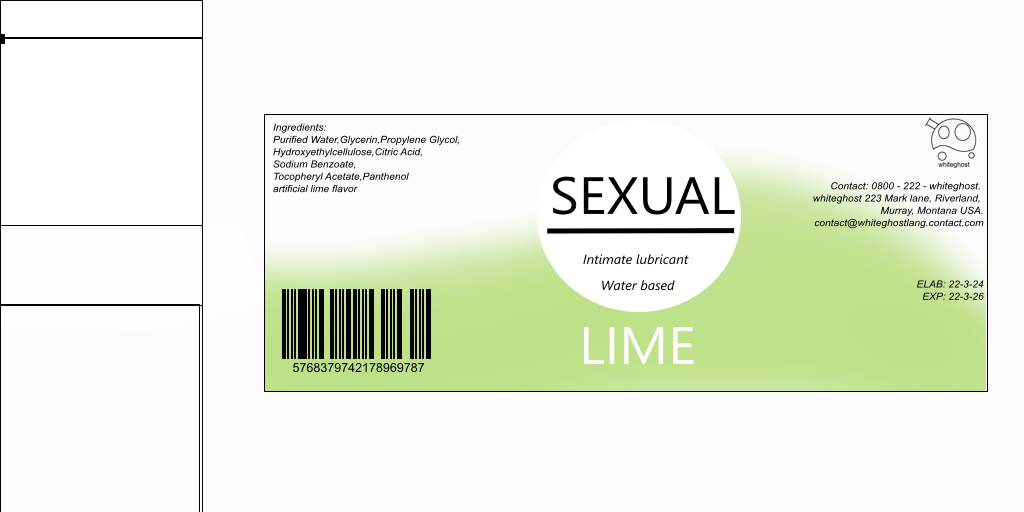 Ingredients:
Purified Water,Glycerin,Propylene Glycol,
Hydroxyethylcellulose,Citric Acid,
Sodium Benzoate,
Tocopheryl Acetate,Panthenol
artificial lime flavor
5768379742178969787
SEXUAL
Intimate lubricant
Water based
LIME
whiteghost
Contact: 0800 - 222 - whiteghost.
whiteghost 223 Mark lane, Riverland,
Murray, Montana USA.
contact@whiteghostlang.contact.com
ELAB: 22-3-24
EXP: 22-3-26